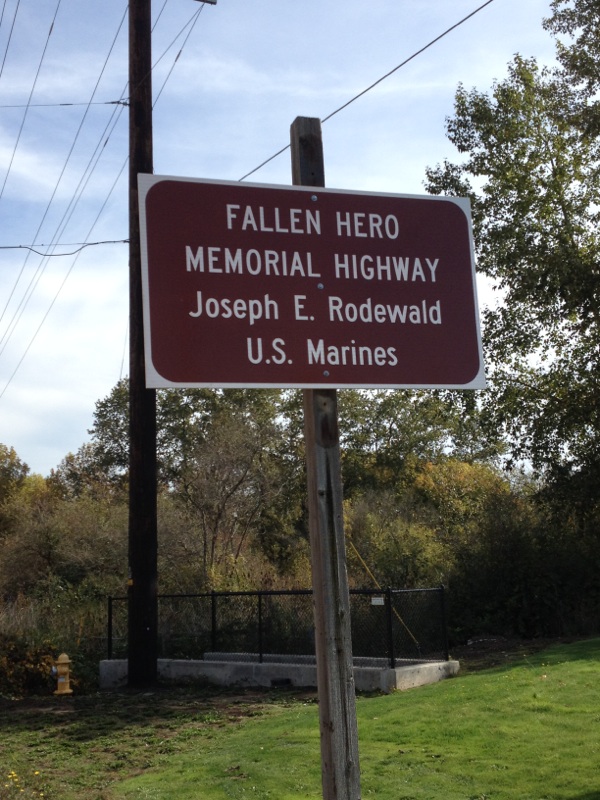 FALLEN HERO
MEMORIAL HIGHWAY
Joseph E. Rodewald
U.S. Marines